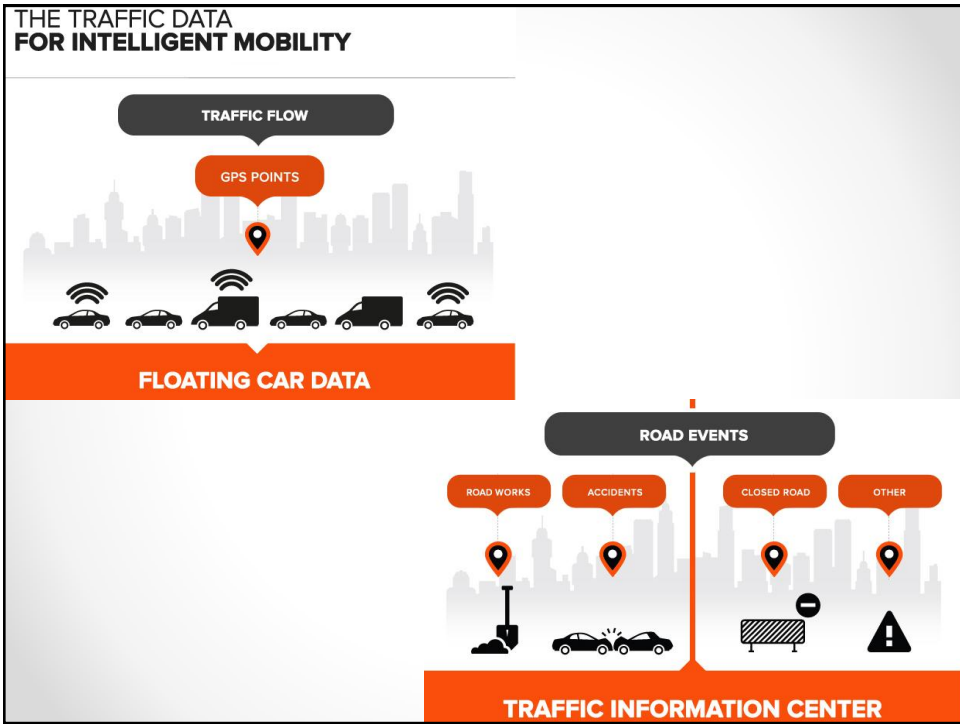 THE TRAFFIC DATA
FOR INTELLIGENT MOBILITY
TRAFFIC FLOW
GPS POINTS
FLOATING CAR DATA
ROAD EVENTS
ROAD WORKS
ACCIDENTS
CLOSED ROAD
OTHER
TRAFFIC INFORMATION CENTER